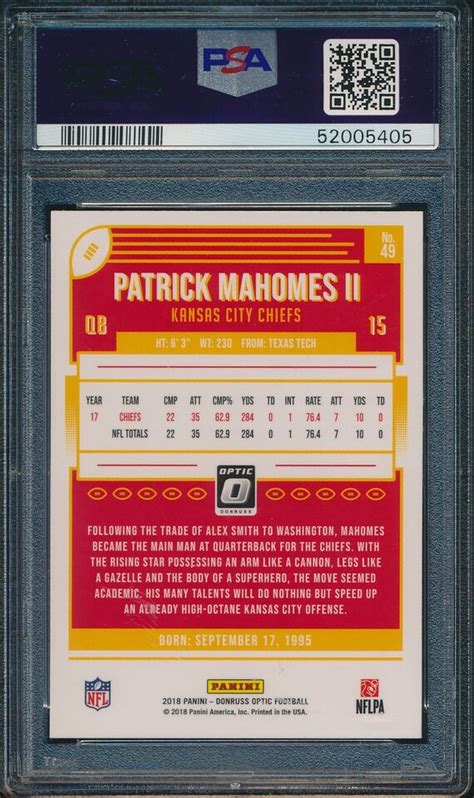 PSA
52005405
No. 49
PATRICK MAHOMES II
KANSAS CITY CHIEFS
QB 15
HT: 6' 3" WT: 230 FROM: TEXAS TECH
YEAR TEAM CMP ATT CMP% YDS TD INT RATE ATT YDS TD
17 CHIEFS 22 35 62.9 284 0 1 76.4 7 10 0
NFL TOTALS 22 35 62.9 284 0 1 76.4 7 10 0
OPTIC
DONRUSS
FOLLOWING THE TRADE OF ALEX SMITH TO WASHINGTON, MAHOMES
BECAME THE MAIN MAN AT QUARTERBACK FOR THE CHIEFS. WITH
THE RISING STAR POSSESSING AN ARM LIKE A CANNON, LEGS LIKE
A GAZELLE AND THE BODY OF A SUPERHERO, THE MOVE SEEMED
ACADEMIC. HIS MANY TALENTS WILL DO NOTHING BUT SPEED UP
AN ALREADY HIGH-OCTANE KANSAS CITY OFFENSE.
BORN: SEPTEMBER 17, 1995
NFL
PANINI
NFLPA
2018 PANINI – DONRUSS OPTIC FOOTBALL
© 2018 Panini America, Inc. Printed in the USA.